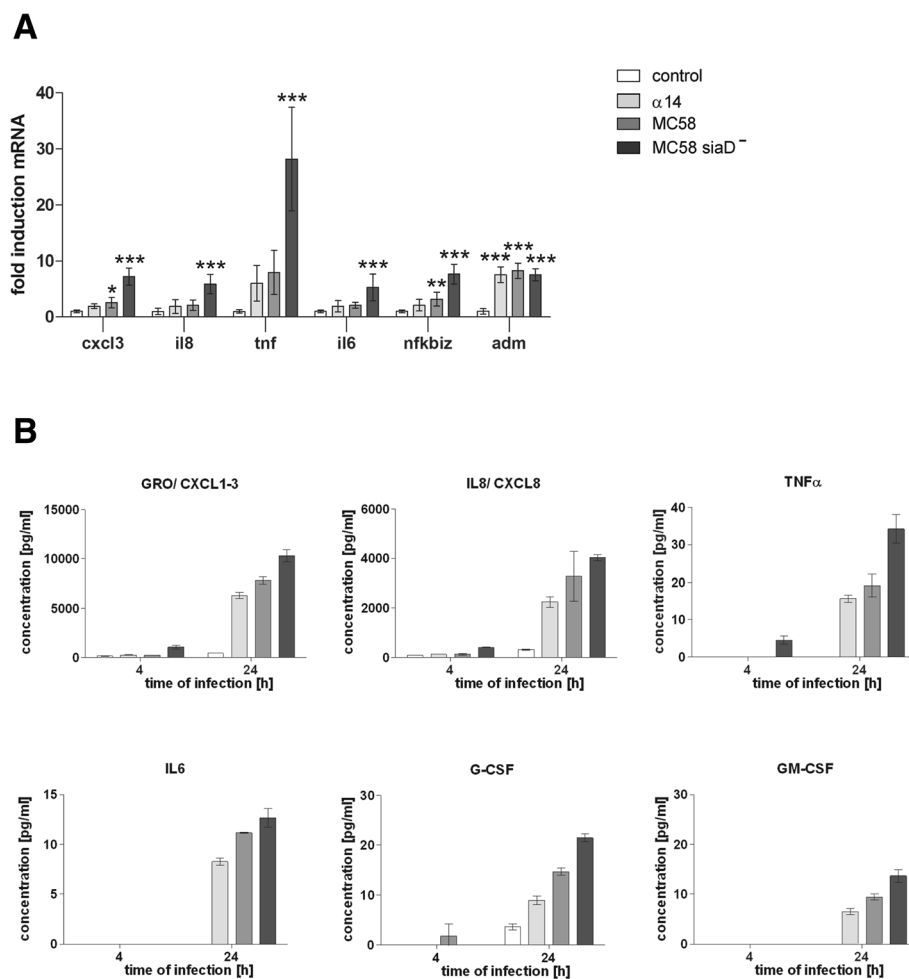 A
control
α14
MC58
MC58 siaD⁻
fold induction mRNA
40
30
20
10
0
***
*
***
***
***
**
***
***
***
***
cxcl3
il8
tnf
il6
nfkbiz
adm
B
GRO/ CXCL1-3
concentration [pg/ml]
15000
10000
5000
0
4
24
time of infection [h]
IL8/ CXCL8
concentration [pg/ml]
6000
4000
2000
0
4
24
time of infection [h]
TNFα
concentration [pg/ml]
40
30
20
10
0
4
24
time of infection [h]
IL6
concentration [pg/ml]
15
10
5
0
4
24
time of infection [h]
G-CSF
concentration [pg/ml]
30
20
10
0
4
24
time of infection [h]
GM-CSF
concentration [pg/ml]
30
20
10
0
4
24
time of infection [h]